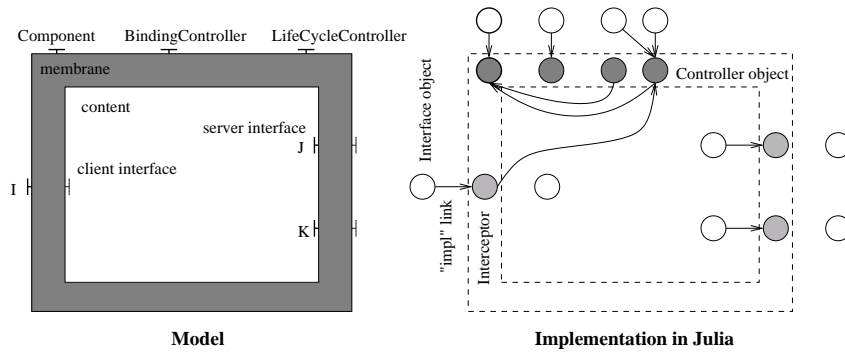 Component BindingController LifeCycleController
membrane
content
server interface
J
client interface
I
K
Model
Controller object
Interface object
"impl" link
Interceptor
Implementation in Julia